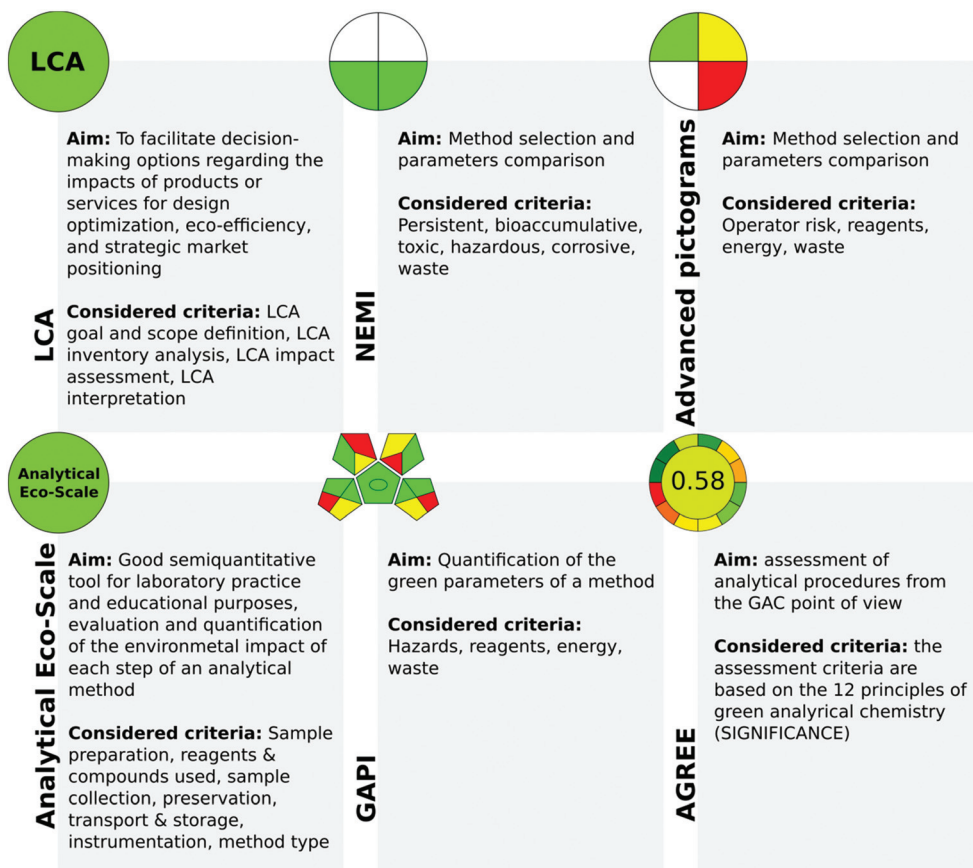 LCA
LCA
Aim: To facilitate decision-
making options regarding the
impacts of products or
services for design
optimization, eco-efficiency,
and strategic market
positioning
Considered criteria: LCA
goal and scope definition, LCA
inventory analysis, LCA impact
assessment, LCA
interpretation
NEMI
Aim: Method selection and
parameters comparison
Considered criteria:
Persistent, bioaccumulative,
toxic, hazardous, corrosive,
waste
Advanced pictograms
Aim: Method selection and
parameters comparison
Considered criteria:
Operator risk, reagents,
energy, waste
Analytical
Eco-Scale
Analytical Eco-Scale
Aim: Good semiquantitative
tool for laboratory practice
and educational purposes,
evaluation and quantification
of the environmetal impact of
each step of an analytical
method
Considered criteria: Sample
preparation, reagents &
compounds used, sample
collection, preservation,
transport & storage,
instrumentation, method type
GAPI
Aim: Quantification of the
green parameters of a method
Considered criteria:
Hazards, reagents, energy,
waste
0.58
AGREE
Aim: assessment of
analytical procedures from
the GAC point of view
Considered criteria: the
assessment criteria are
based on the 12 principles of
green analyrical chemistry
(SIGNIFICANCE)